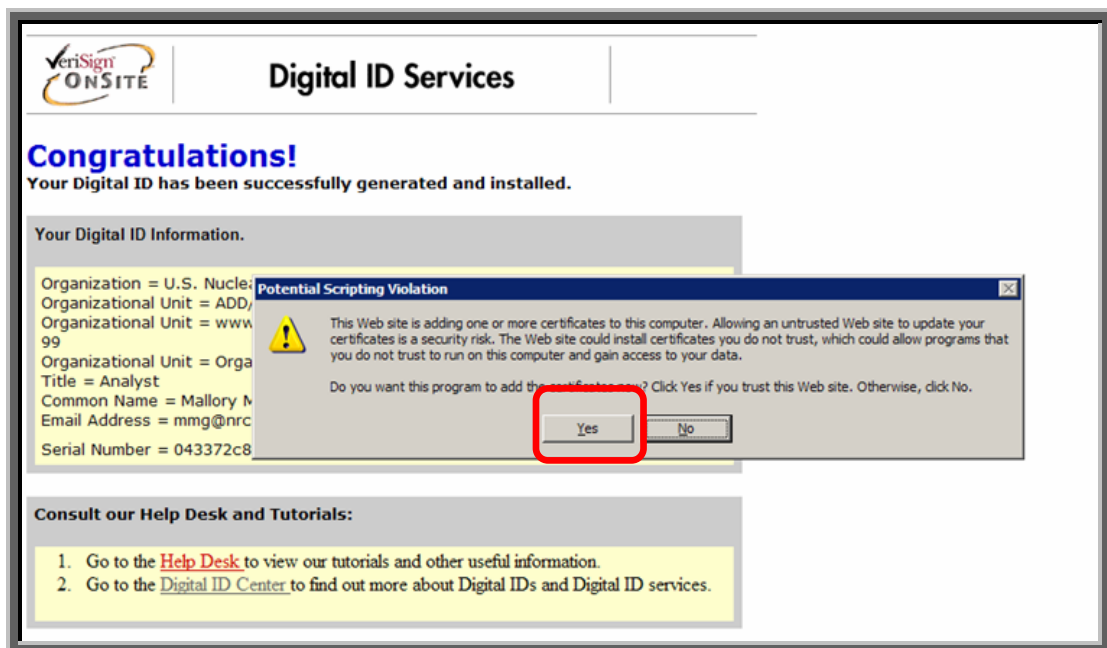 VeriSign
ONSITE
Digital ID Services
Congratulations!
Your Digital ID has been successfully generated and installed.
Your Digital ID Information.
Organization = U.S. Nuclea
Organizational Unit = ADD/
Organizational Unit = www
99
Organizational Unit = Orga
Title = Analyst
Common Name = Mallory M
Email Address = mmg@nrc
Serial Number = 043372c8
Potential Scripting Violation
This Web site is adding one or more certificates to this computer. Allowing an untrusted Web site to update your
certificates is a security risk. The Web site could install certificates you do not trust, which could allow programs that
you do not trust to run on this computer and gain access to your data.
Do you want this program to add the certificates now? Click Yes if you trust this Web site. Otherwise, click No.
Yes
No
Consult our Help Desk and Tutorials:
1. Go to the Help Desk to view our tutorials and other useful information.
2. Go to the Digital ID Center to find out more about Digital IDs and Digital ID services.